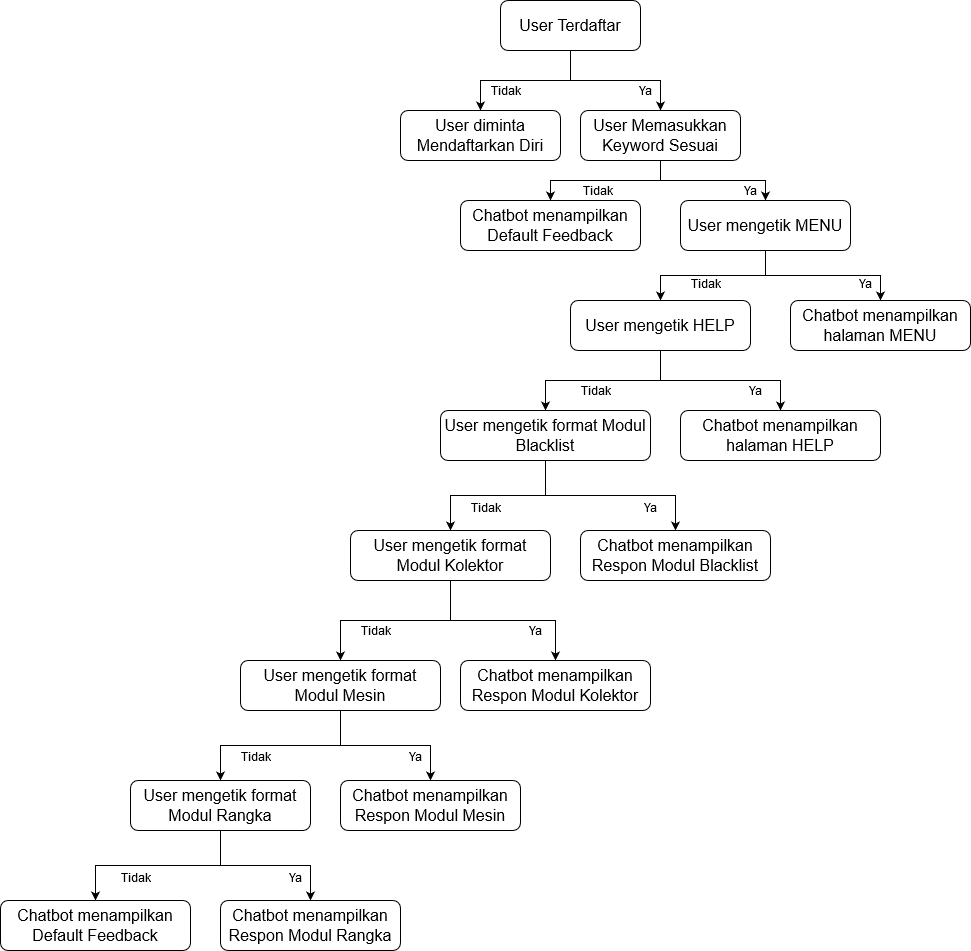 User Terdaftar
Tidak
Ya
User diminta
Mendaftarkan Diri
User Memasukkan
Keyword Sesuai
Tidak
Ya
Chatbot menampilkan
Default Feedback
User mengetik MENU
Tidak
Ya
User mengetik HELP
Chatbot menampilkan
halaman MENU
Tidak
Ya
User mengetik format Modul
Blacklist
Chatbot menampilkan
halaman HELP
Tidak
Ya
User mengetik format
Modul Kolektor
Chatbot menampilkan
Respon Modul Blacklist
Tidak
Ya
User mengetik format
Modul Mesin
Chatbot menampilkan
Respon Modul Kolektor
Tidak
Ya
User mengetik format
Modul Rangka
Chatbot menampilkan
Respon Modul Mesin
Tidak
Ya
Chatbot menampilkan
Default Feedback
Chatbot menampilkan
Respon Modul Rangka